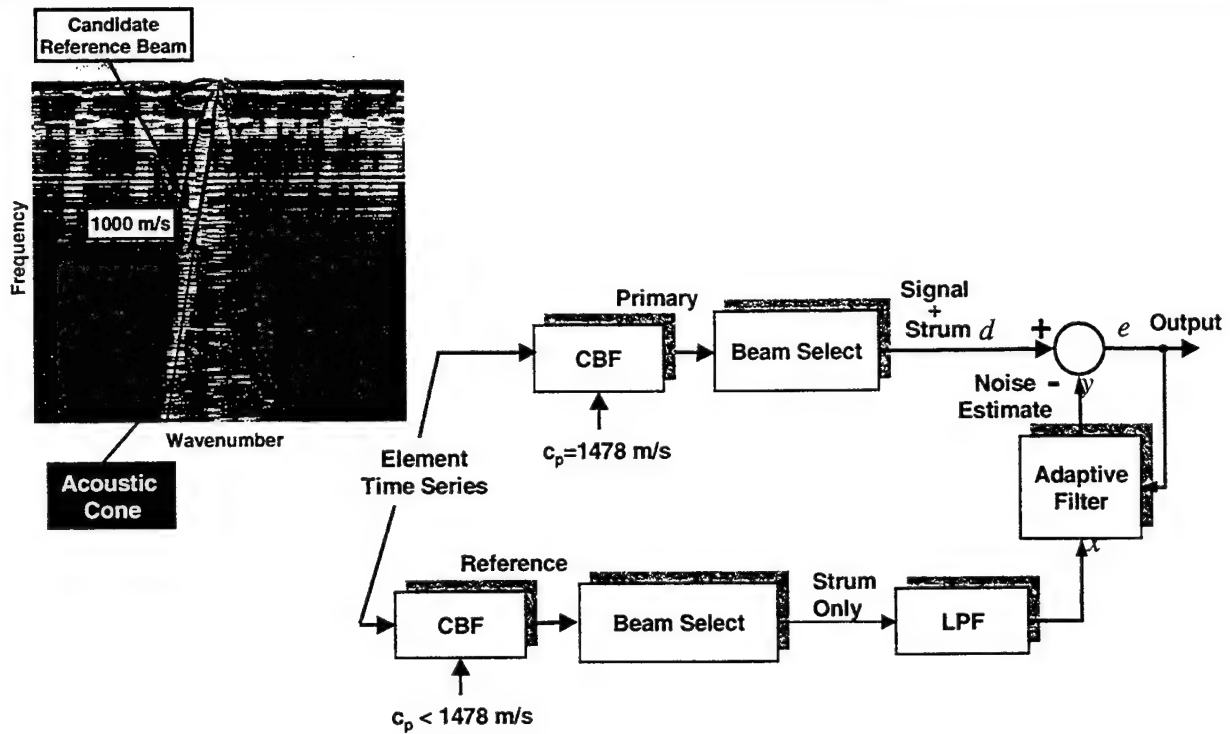 Candidate
Reference Beam
Frequency
1000 m/s
Wavenumber
Acoustic
Cone
Element
Time Series
Primary
CBF
c_p=1478 m/s
Beam Select
Signal
+
Strum d
+
e Output
Noise -
Estimate
y
Adaptive
Filter
x
Reference
CBF
c_p < 1478 m/s
Beam Select
Strum
Only
LPF